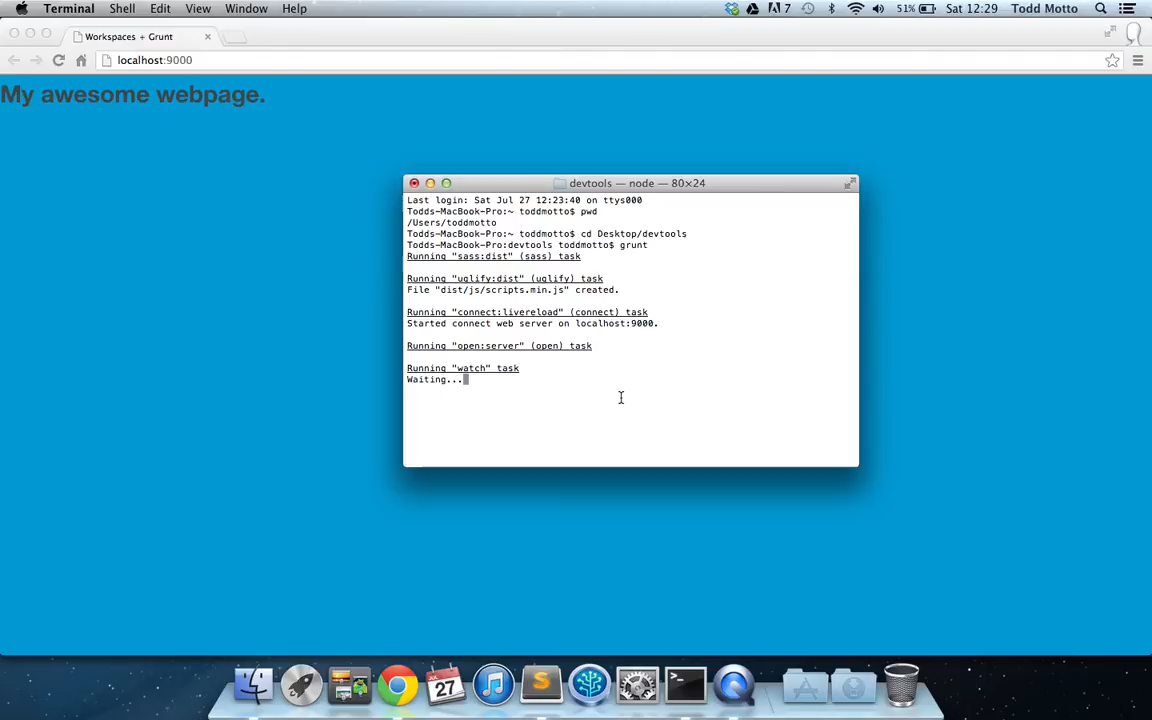 Terminal Shell Edit View Window Help 7 51% Sat 12:29 Todd Motto
Workspaces + Grunt
localhost:9000
My awesome webpage.
devtools — node — 80×24
Last login: Sat Jul 27 12:23:40 on ttys000
Todds-MacBook-Pro:~ toddmotto$ pwd
/Users/toddmotto
Todds-MacBook-Pro:~ toddmotto$ cd Desktop/devtools
Todds-MacBook-Pro:devtools toddmotto$ grunt
Running "sass:dist" (sass) task
Running "uglify:dist" (uglify) task
File "dist/js/scripts.min.js" created.
Running "connect:livereload" (connect) task
Started connect web server on localhost:9000.
Running "open:server" (open) task
Running "watch" task
Waiting...
JUL
27